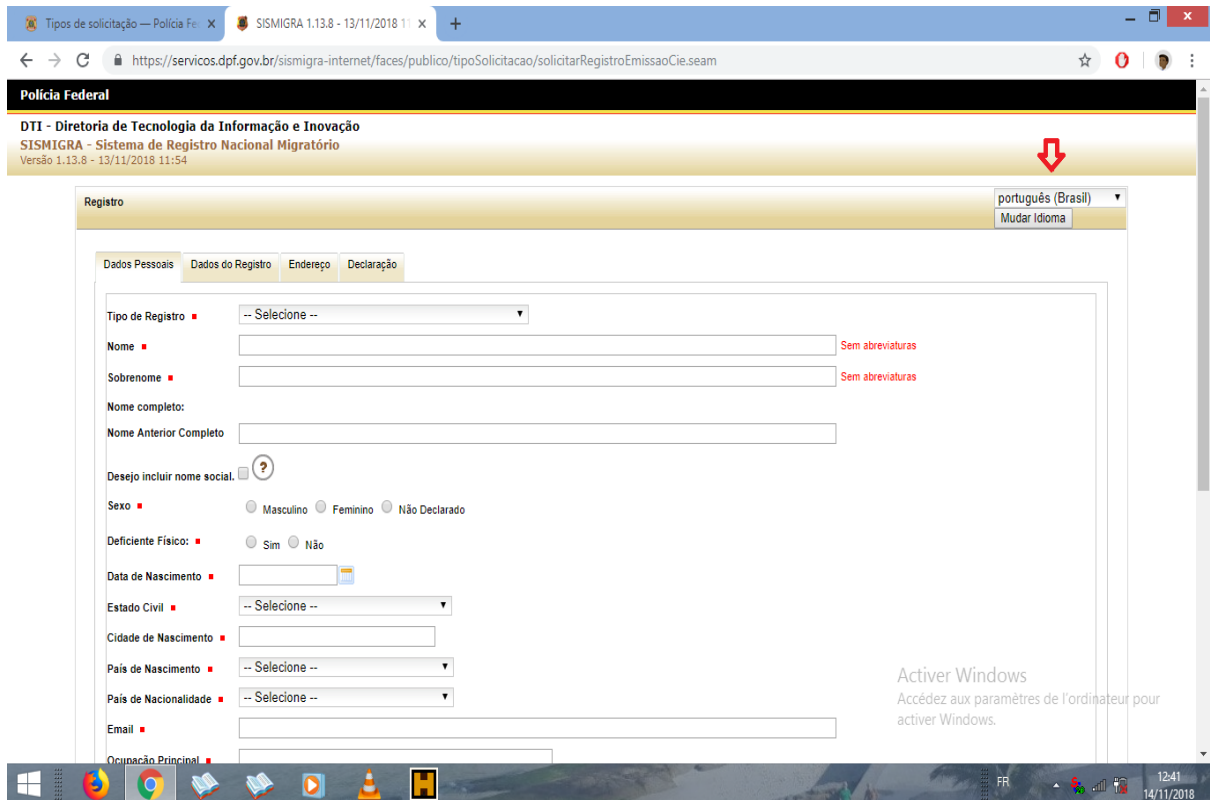 Tipos de solicitação — Polícia Fe
SISMIGRA 1.13.8 - 13/11/2018 11
https://servicos.dpf.gov.br/sismigra-internet/faces/publico/tipoSolicitacao/solicitarRegistroEmissaoCie.seam
Polícia Federal
DTI - Diretoria de Tecnologia da Informação e Inovação
SISMIGRA - Sistema de Registro Nacional Migratório
Versão 1.13.8 - 13/11/2018 11:54
Registro
português (Brasil)
Mudar Idioma
Dados Pessoais Dados do Registro Endereço Declaração
Tipo de Registro -- Selecione --
Nome Sem abreviaturas
Sobrenome Sem abreviaturas
Nome completo:
Nome Anterior Completo
Desejo incluir nome social. ?
Sexo Masculino Feminino Não Declarado
Deficiente Físico: Sim Não
Data de Nascimento
Estado Civil -- Selecione --
Cidade de Nascimento
País de Nascimento -- Selecione --
País de Nacionalidade -- Selecione --
Email
Ocupação Principal
Activer Windows
Accédez aux paramètres de l'ordinateur pour
activer Windows.
H
FR
12:41
14/11/2018